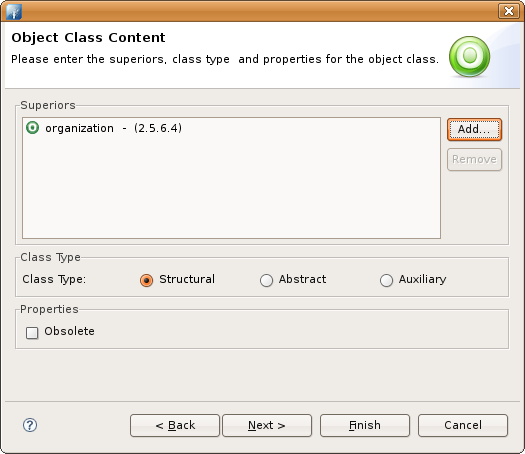 Object Class Content
Please enter the superiors, class type and properties for the object class.
Superiors
organization - (2.5.6.4)
Add...
Remove
Class Type
Class Type: Structural Abstract Auxiliary
Properties
Obsolete
? < Back Next > Finish Cancel